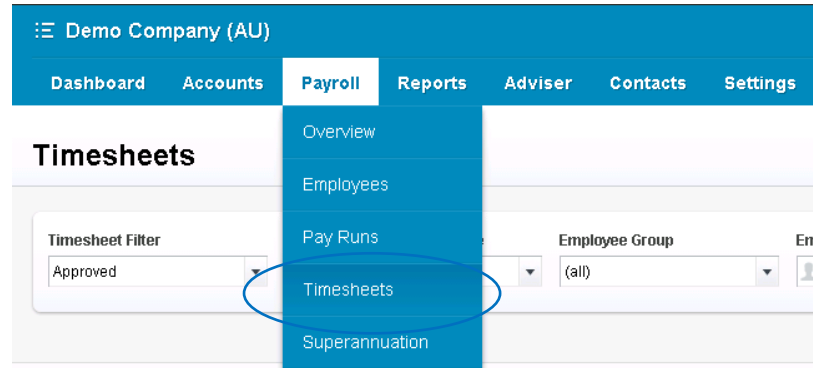 Demo Company (AU)
Dashboard Accounts Payroll Reports Adviser Contacts Settings
Overview
Timesheets
Employees
Timesheet Filter
Pay Runs
Employee Group
Approved
(all)
Timesheets
Superannuation